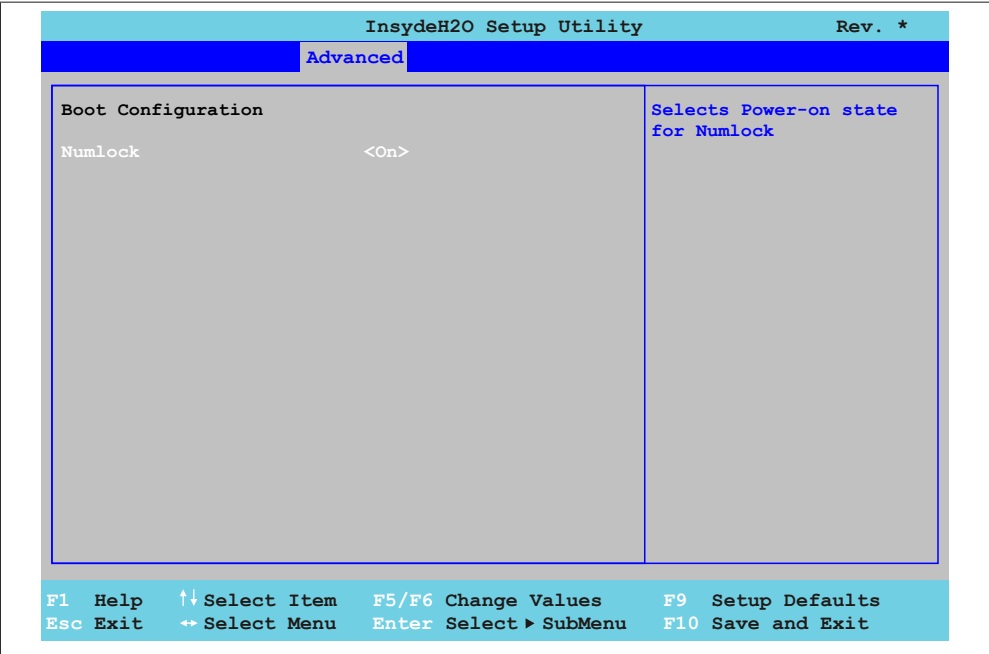 InsydeH2O Setup Utility Rev. *
Advanced
Boot Configuration
Numlock <On>
Selects Power-on state
for Numlock
F1 Help ↑↓ Select Item F5/F6 Change Values F9 Setup Defaults
Esc Exit ↔ Select Menu Enter Select ▶ SubMenu F10 Save and Exit